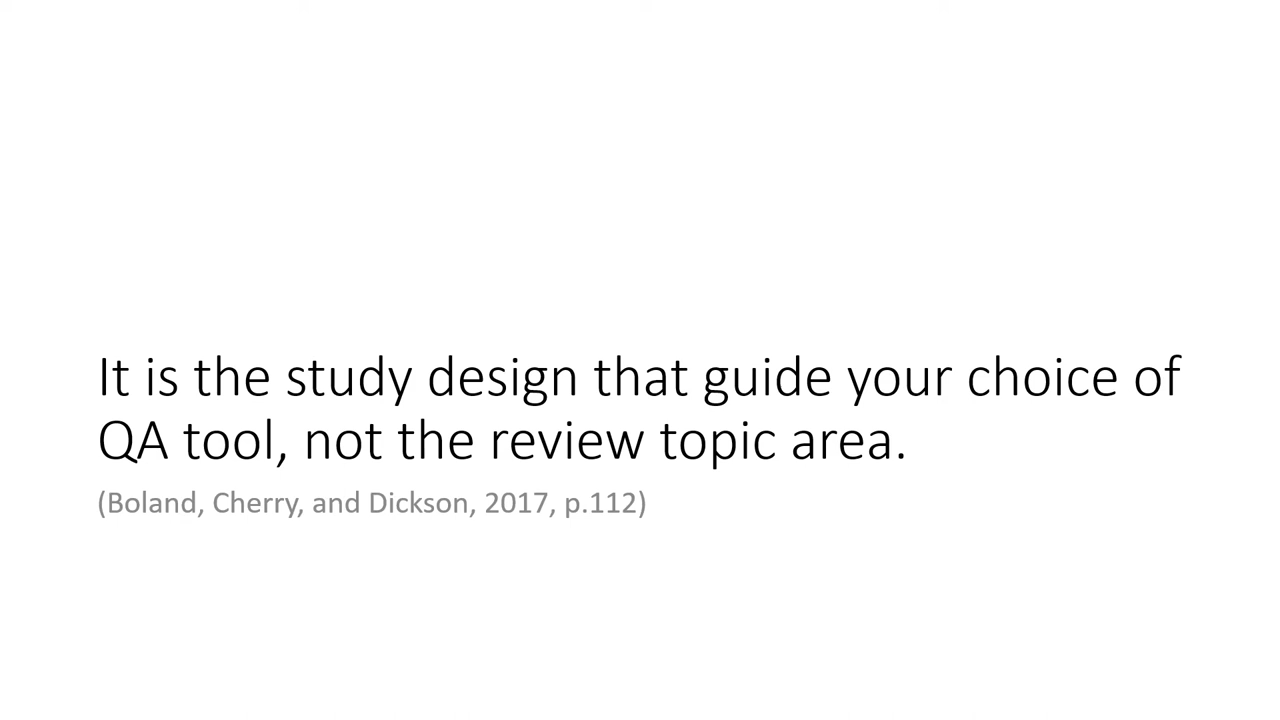 It is the study design that guide your choice of
QA tool, not the review topic area.
(Boland, Cherry, and Dickson, 2017, p.112)